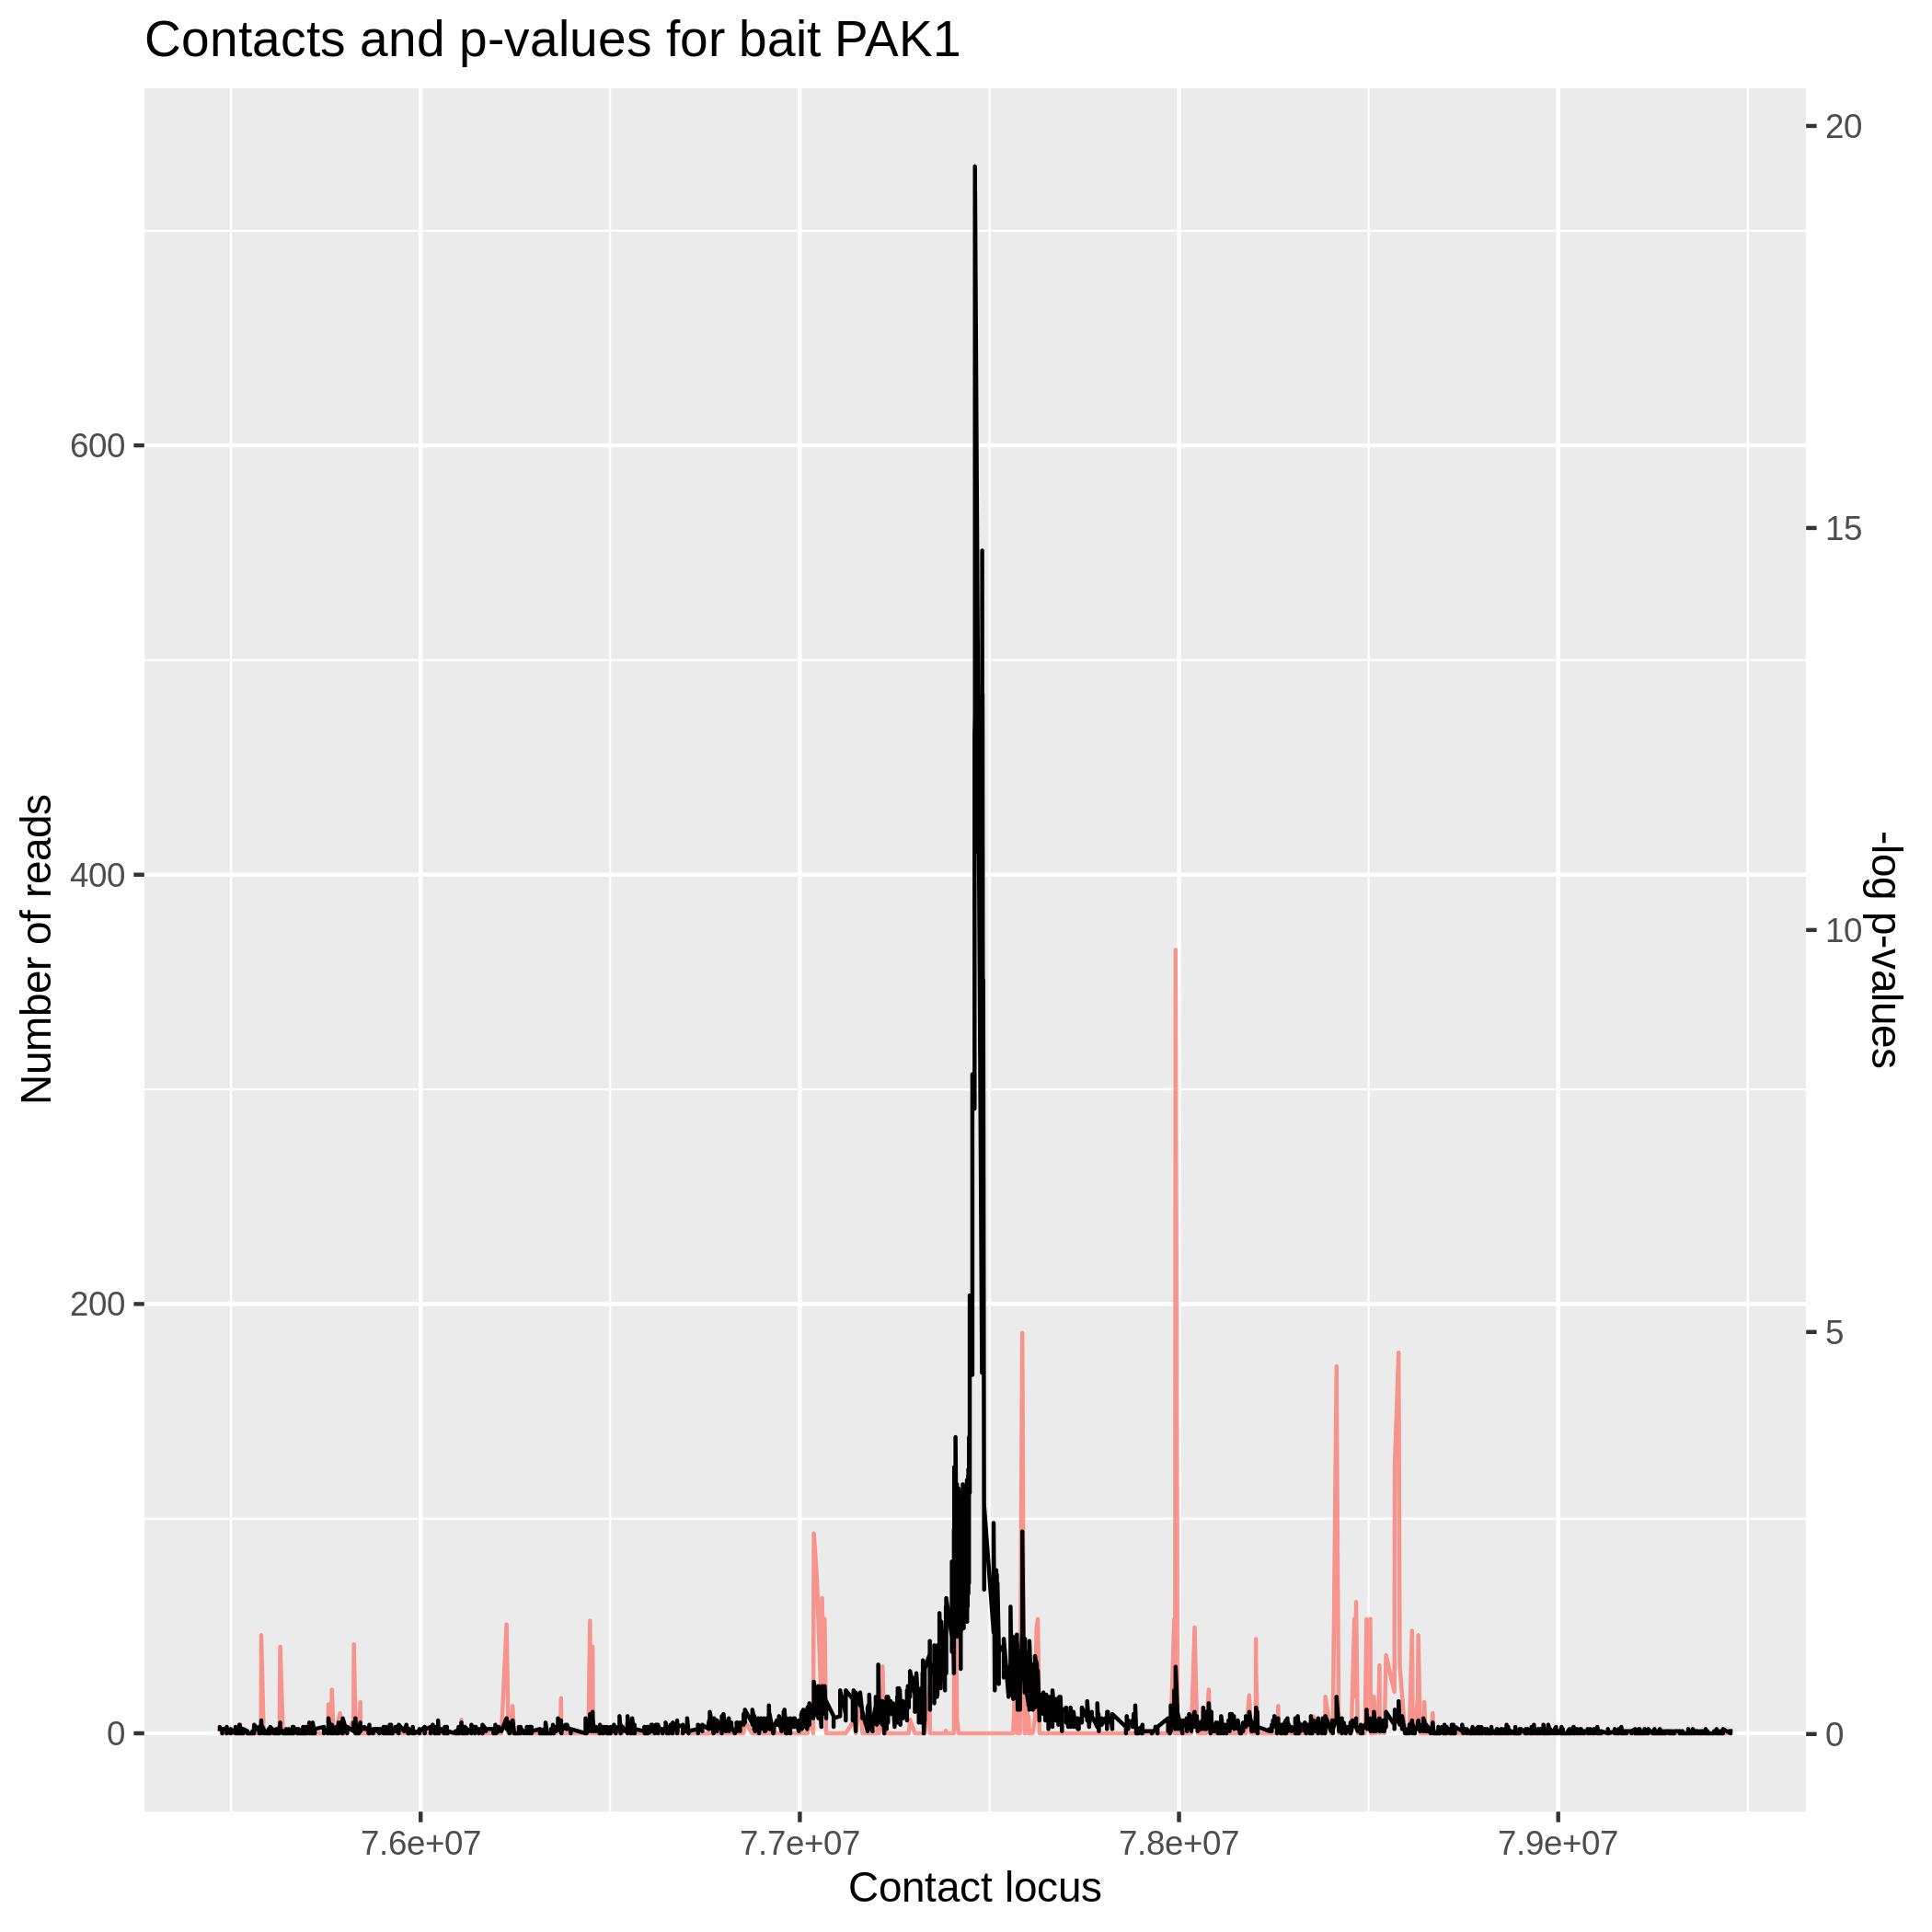 Contacts and p-values for bait PAK1
Number of reads
600
400
200
0
20
15
10
5
0
-log p-values
7.6e+07
7.7e+07
7.8e+07
7.9e+07
Contact locus